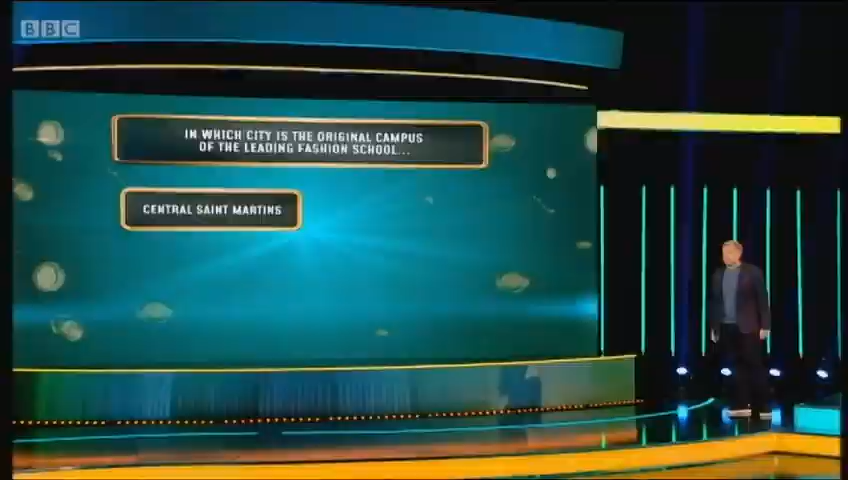 BBC
IN WHICH CITY IS THE ORIGINAL CAMPUS
OF THE LEADING FASHION SCHOOL...
CENTRAL SAINT MARTINS